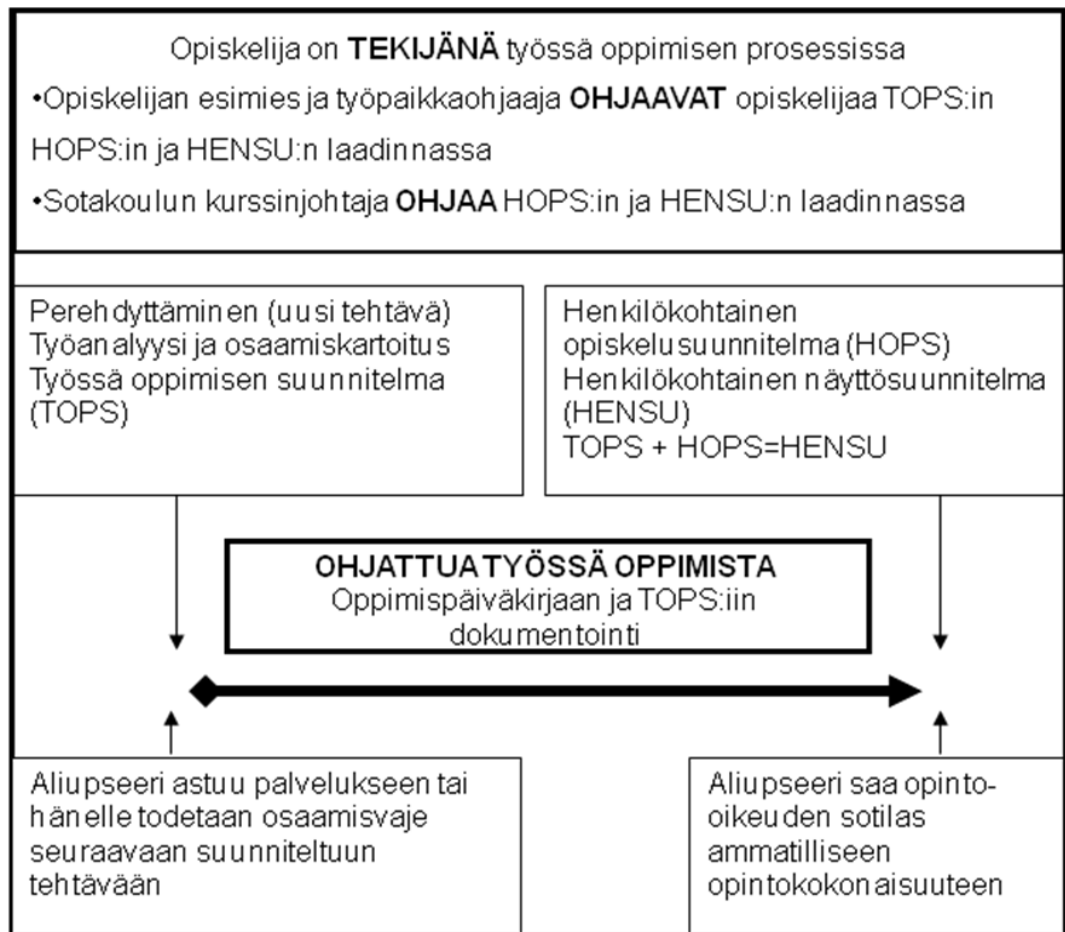 Opiskelija on TEKIJÄNÄ työssä oppimisen prosessissa
•Opiskelijan esimies ja työpaikkaohjaaja OHJAAVAT opiskelijaa TOPS:in
HOPS:in ja HENSU:n laadinnassa
•Sotakoulun kurssinjohtaja OHJAA HOPS:in ja HENSU:n laadinnassa
Perehdyttäminen (uusi tehtävä)
Työanalyysi ja osaamiskartoitus
Työssä oppimisen suunnitelma
(TOPS)
Henkilökohtainen
opiskelusuunnitelma (HOPS)
Henkilökohtainen näyttösuunnitelma
(HENSU)
TOPS + HOPS=HENSU
OHJATTUA TYÖSSÄ OPPIMISTA
Oppimispäiväkirjaan ja TOPS:iin
dokumentointi
Aliupseeri astuu palvelukseen tai
hänelle todetaan osaamisvaje
seuraavaan suunniteltuun
tehtävään
Aliupseeri saa opinto-
oikeuden sotilas
ammatilliseen
opintokokonaisuuteen